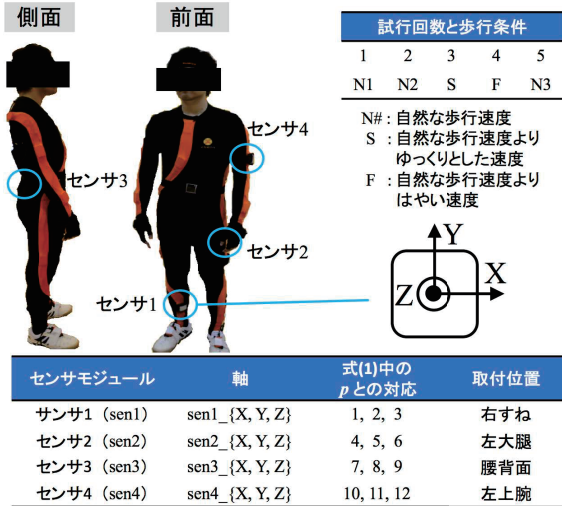 側面
前面
試行回数と歩行条件
1 2 3 4 5
N1 N2 S F N3
N#：自然な歩行速度
S ：自然な歩行速度より
ゆっくりとした速度
F ：自然な歩行速度より
はやい速度
センサ4
センサ3
センサ2
センサ1
Y
X
Z
センサモジュール 軸 式(1)中の pとの対応 取付位置
サンサ1（sen1） sen1_{X, Y, Z} 1, 2, 3 右すね
センサ2（sen2） sen2_{X, Y, Z} 4, 5, 6 左大腿
センサ3（sen3） sen3_{X, Y, Z} 7, 8, 9 腰背面
センサ4（sen4） sen4_{X, Y, Z} 10, 11, 12 左上腕